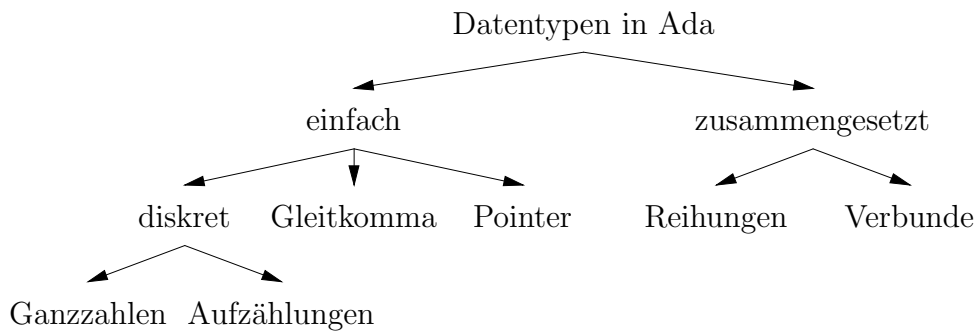 Datentypen in Ada
einfach zusammengesetzt
diskret Gleitkomma Pointer Reihungen Verbunde
Ganzzahlen Aufzählungen